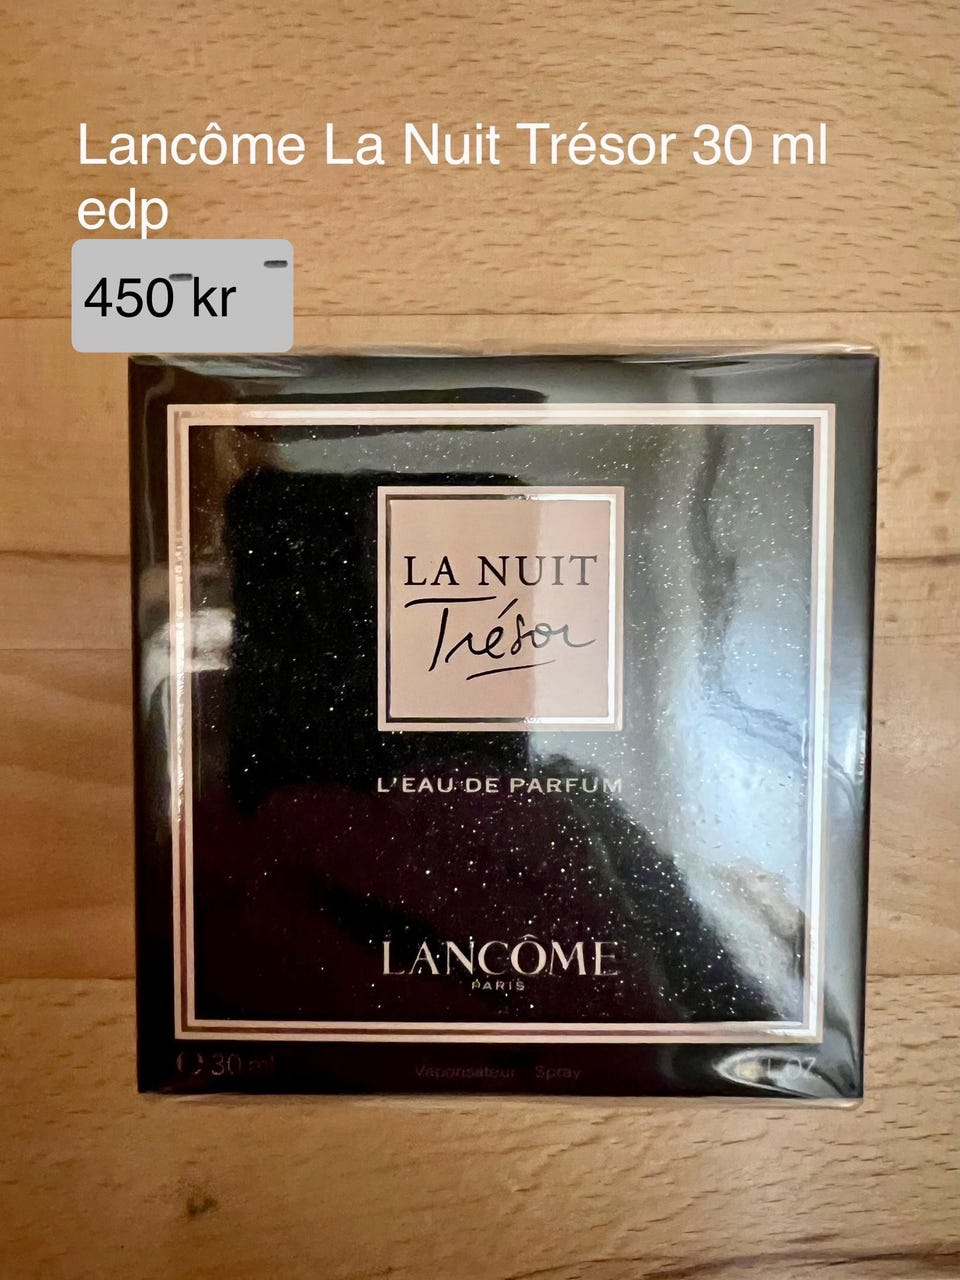 Lancôme La Nuit Trésor 30 ml
edp
450 kr
LA NUIT
Trésor
L'EAU DE PARFUM
LANCÔME
PARIS
30 ml
Vaporisateur Spray
OZ